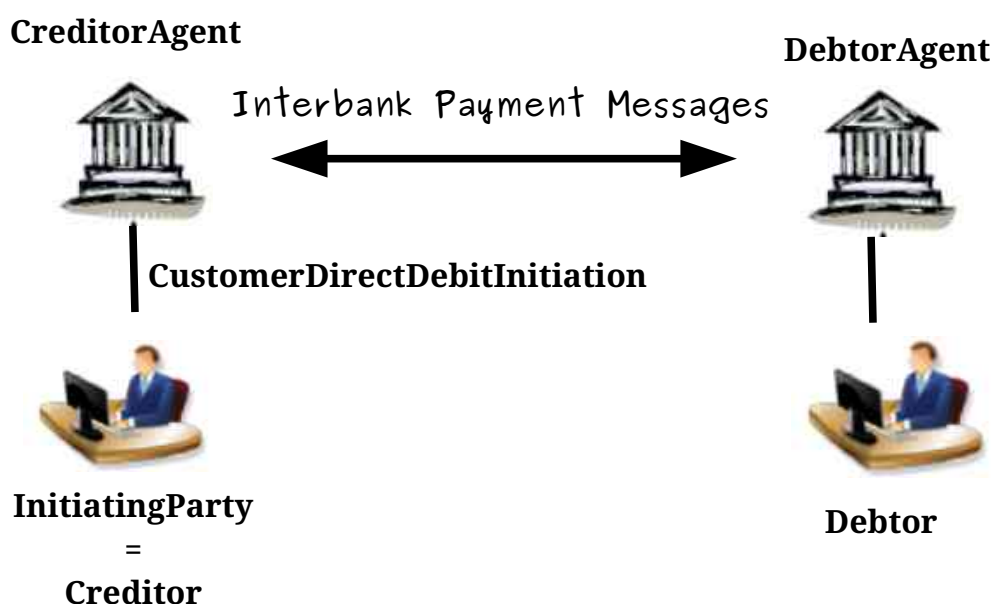 CreditorAgent
DebtorAgent
Interbank Payment Messages
CustomerDirectDebitInitiation
InitiatingParty
=
Creditor
Debtor